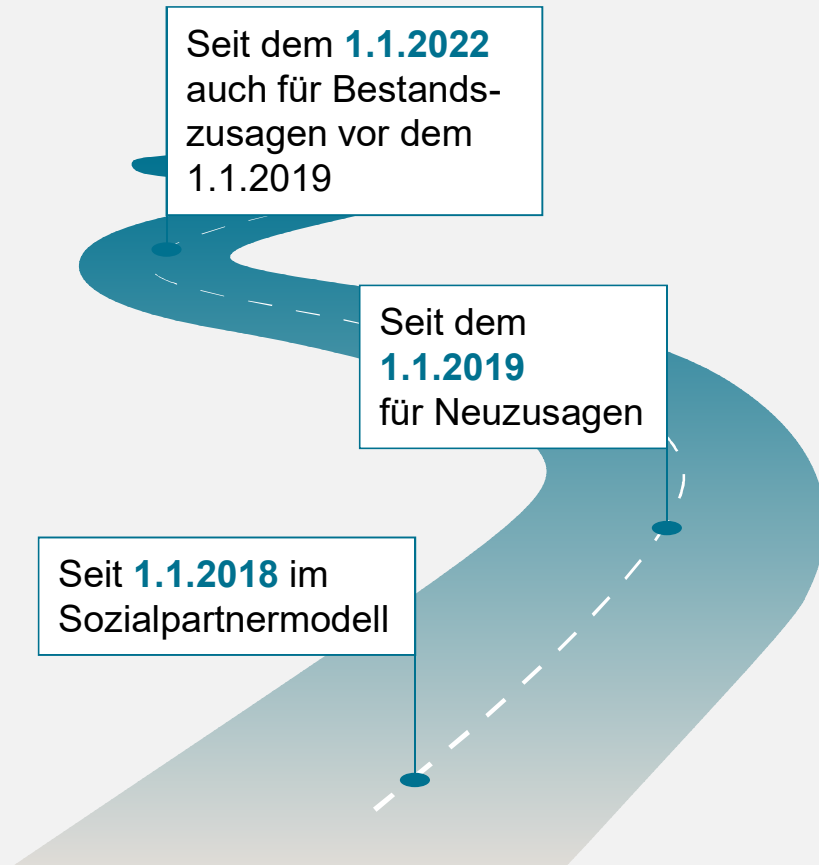 Seit dem 1.1.2022
auch für Bestands-
zusagen vor dem
1.1.2019
Seit dem
1.1.2019
für Neuzusagen
Seit 1.1.2018 im
Sozialpartnermodell